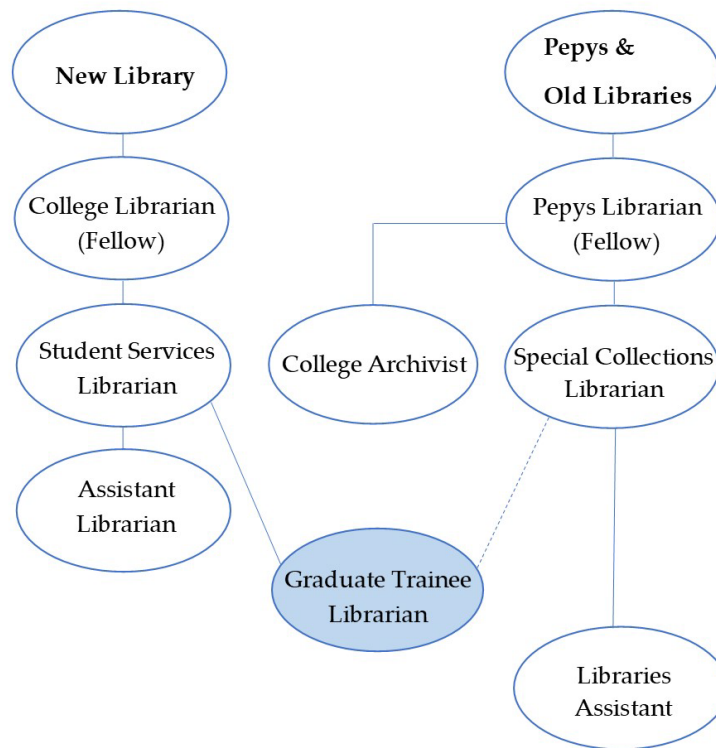 New Library
Pepys &
Old Libraries
College Librarian
(Fellow)
Pepys Librarian
(Fellow)
Student Services
Librarian
College Archivist
Special Collections
Librarian
Assistant
Librarian
Graduate Trainee
Librarian
Libraries
Assistant